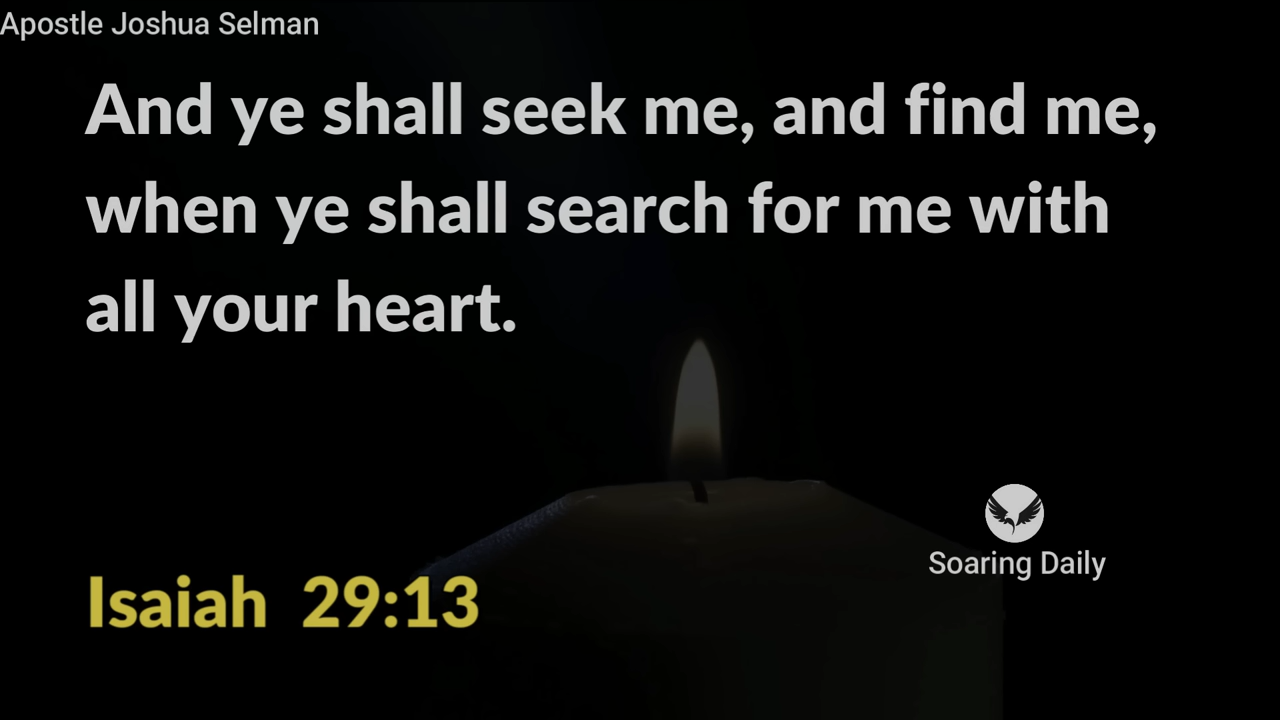 Apostle Joshua Selman
And ye shall seek me, and find me,
when ye shall search for me with
all your heart.
Soaring Daily
Isaiah 29:13